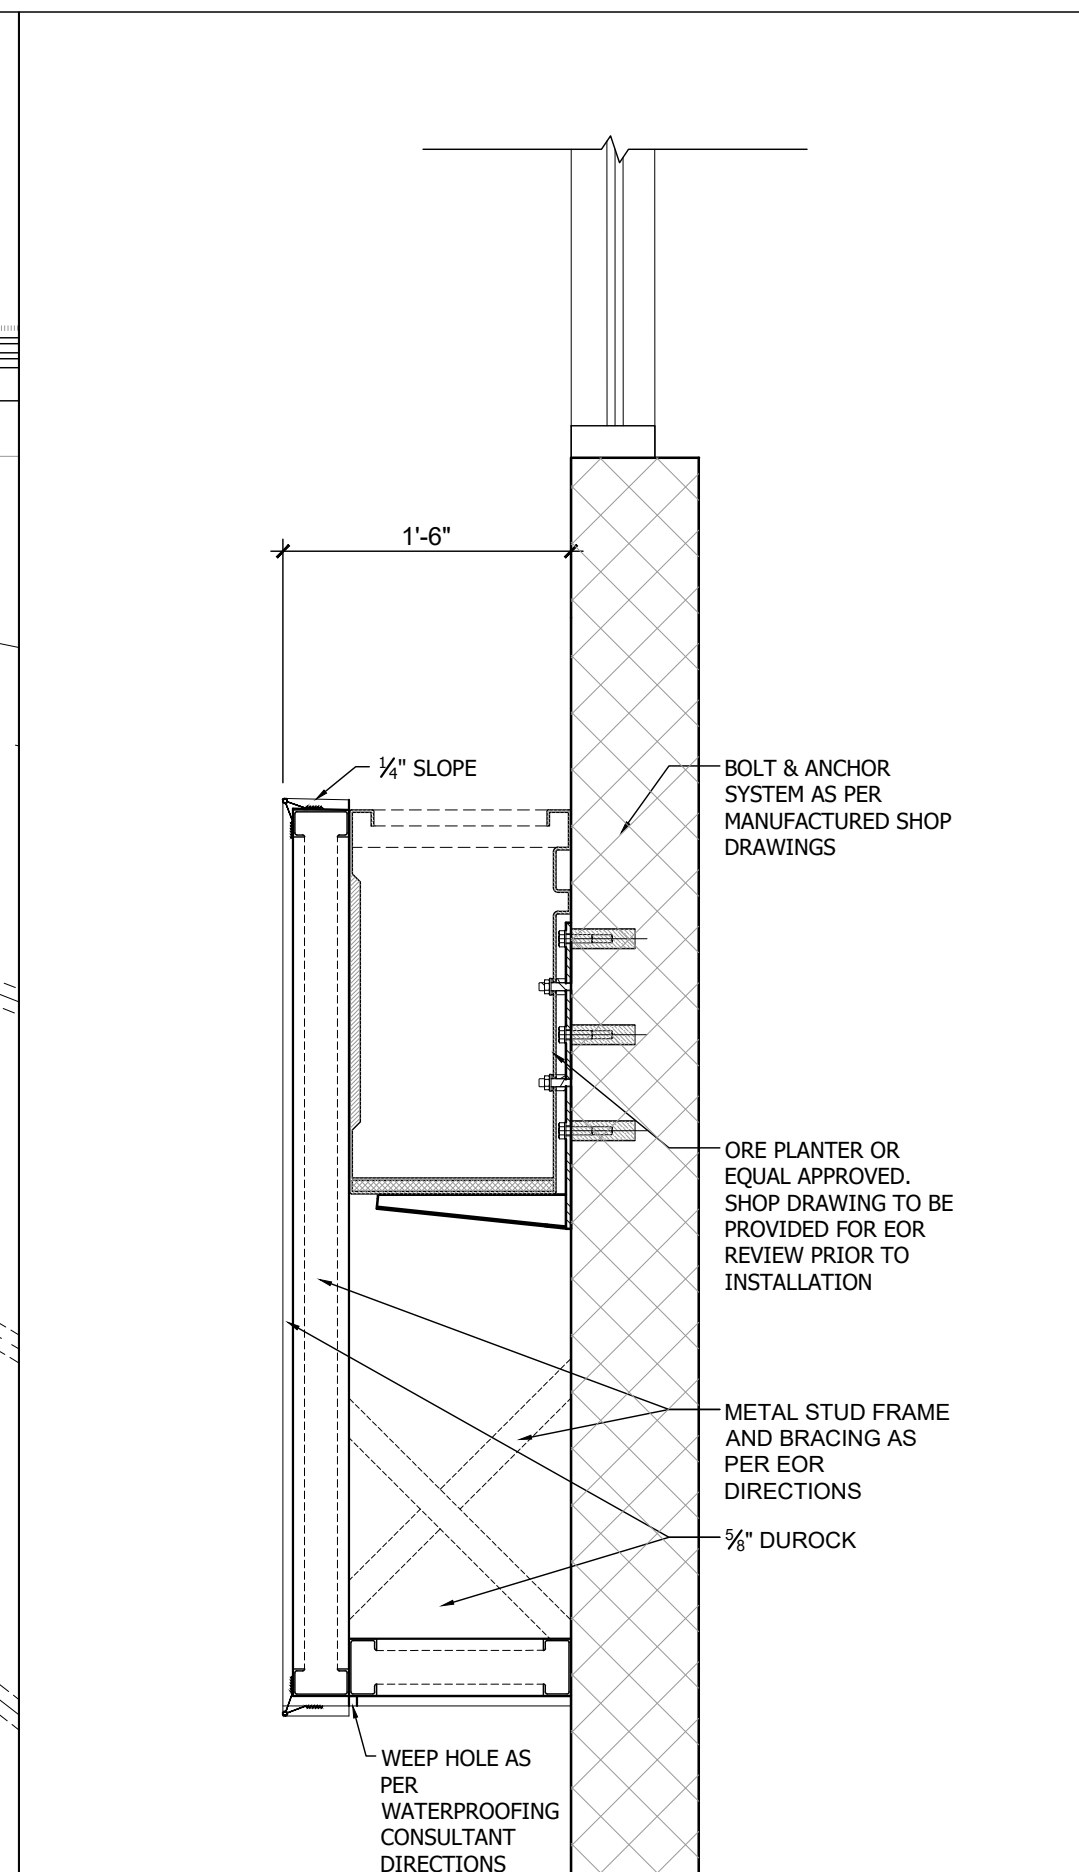 1'-6"
¼" SLOPE
BOLT & ANCHOR
SYSTEM AS PER
MANUFACTURED SHOP
DRAWINGS
ORE PLANTER OR
EQUAL APPROVED.
SHOP DRAWING TO BE
PROVIDED FOR EOR
REVIEW PRIOR TO
INSTALLATION
METAL STUD FRAME
AND BRACING AS
PER EOR
DIRECTIONS
⅝" DUROCK
WEEP HOLE AS
PER
WATERPROOFING
CONSULTANT
DIRECTIONS